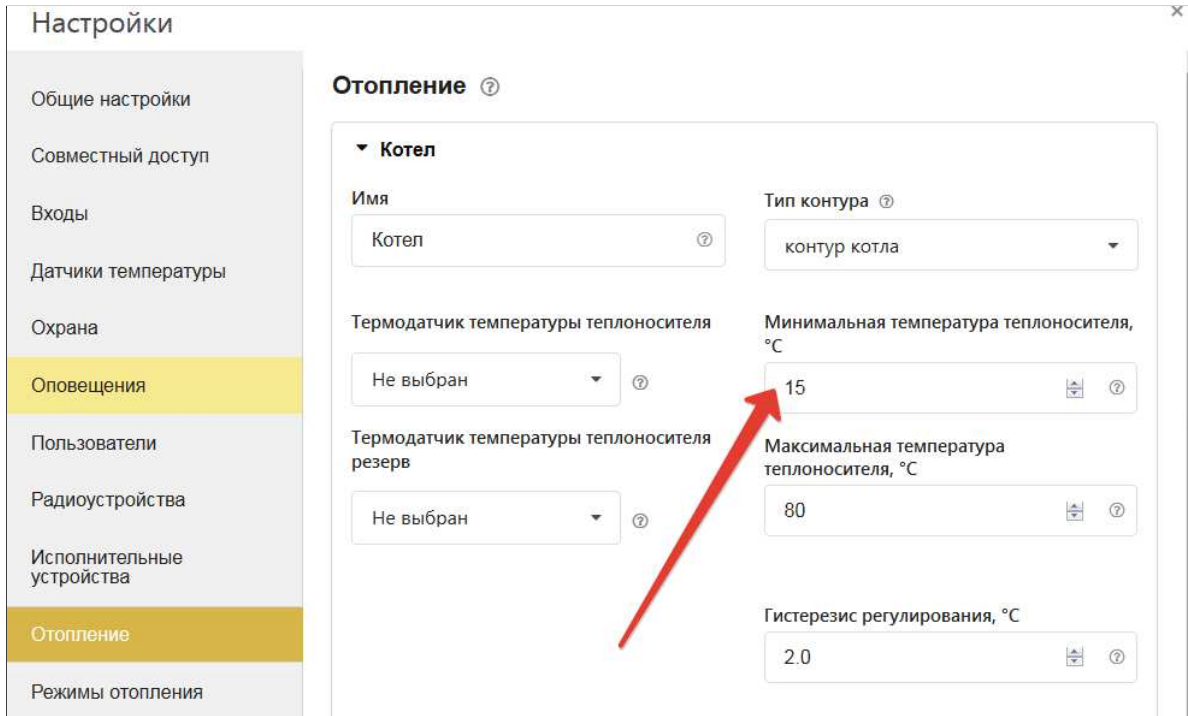 Настройки
Общие настройки
Совместный доступ
Входы
Датчики температуры
Охрана
Оповещения
Пользователи
Радиоустройства
Исполнительные
устройства
Отопление
Режимы отопления
Отопление
Котел
Имя
Котел
Тип контура
контур котла
Термодатчик температуры теплоносителя
Не выбран
Минимальная температура теплоносителя,
°C
15
Термодатчик температуры теплоносителя
резерв
Не выбран
Максимальная температура
теплоносителя, °C
80
Гистерезис регулирования, °C
2.0